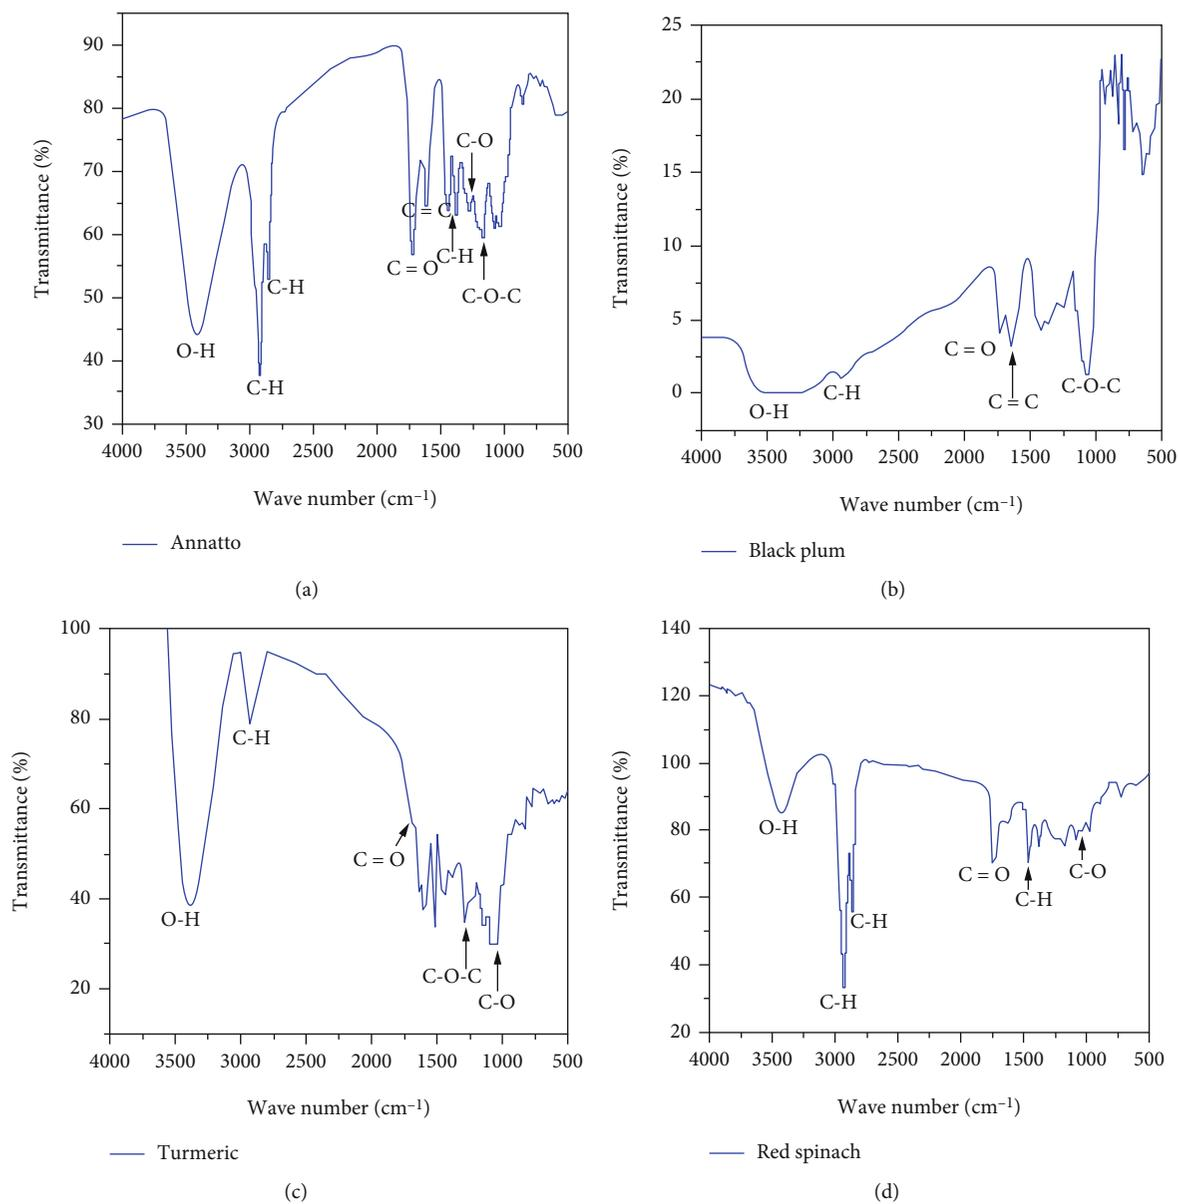 90
80
70
60
50
40
30
Transmittance (%)
C-O
C = C
C-H
C = O
C-H
C-O-C
O-H
C-H
4000 3500 3000 2500 2000 1500 1000 500
Wave number (cm–1)
Annatto
(a)
25
20
15
10
5
0
Transmittance (%)
C = O
C-H
C-O-C
C = C
O-H
4000 3500 3000 2500 2000 1500 1000 500
Wave number (cm–1)
Black plum
(b)
100
80
60
40
20
Transmittance (%)
C-H
C = O
O-H
C-O-C
C-O
4000 3500 3000 2500 2000 1500 1000 500
Wave number (cm–1)
Turmeric
(c)
140
120
100
80
60
40
20
Transmittance (%)
O-H
C = O
C-O
C-H
C-H
C-H
4000 3500 3000 2500 2000 1500 1000 500
Wave number (cm–1)
Red spinach
(d)